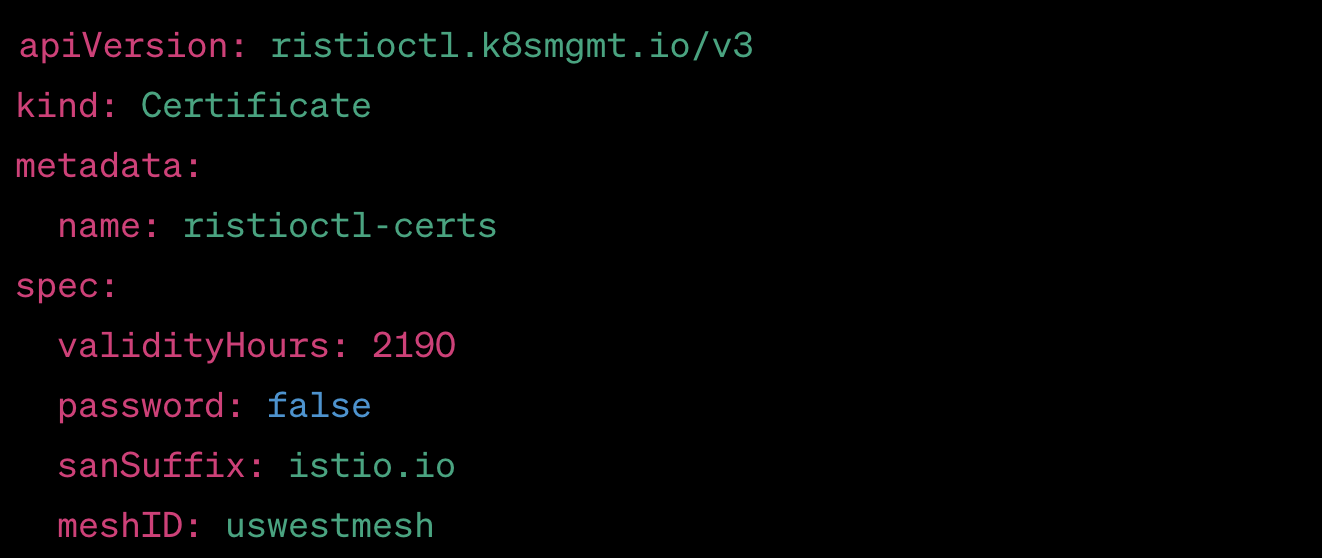 apiVersion: ristioctl.k8smgmt.io/v3
kind: Certificate
metadata:
  name: ristioctl-certs
spec:
  validityHours: 2190
  password: false
  sanSuffix: istio.io
  meshID: uswestmesh